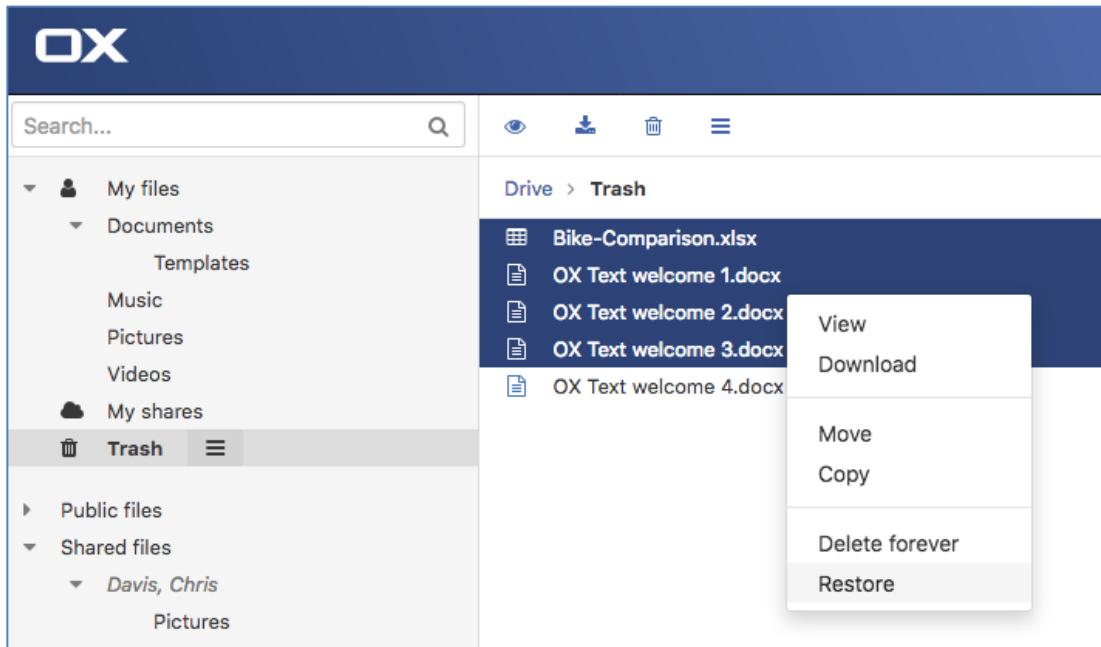 OX
Search...
My files
Documents
Templates
Music
Pictures
Videos
My shares
Trash
Public files
Shared files
Davis, Chris
Pictures
Drive > Trash
Bike-Comparison.xlsx
OX Text welcome 1.docx
OX Text welcome 2.docx
OX Text welcome 3.docx
OX Text welcome 4.docx
View
Download
Move
Copy
Delete forever
Restore